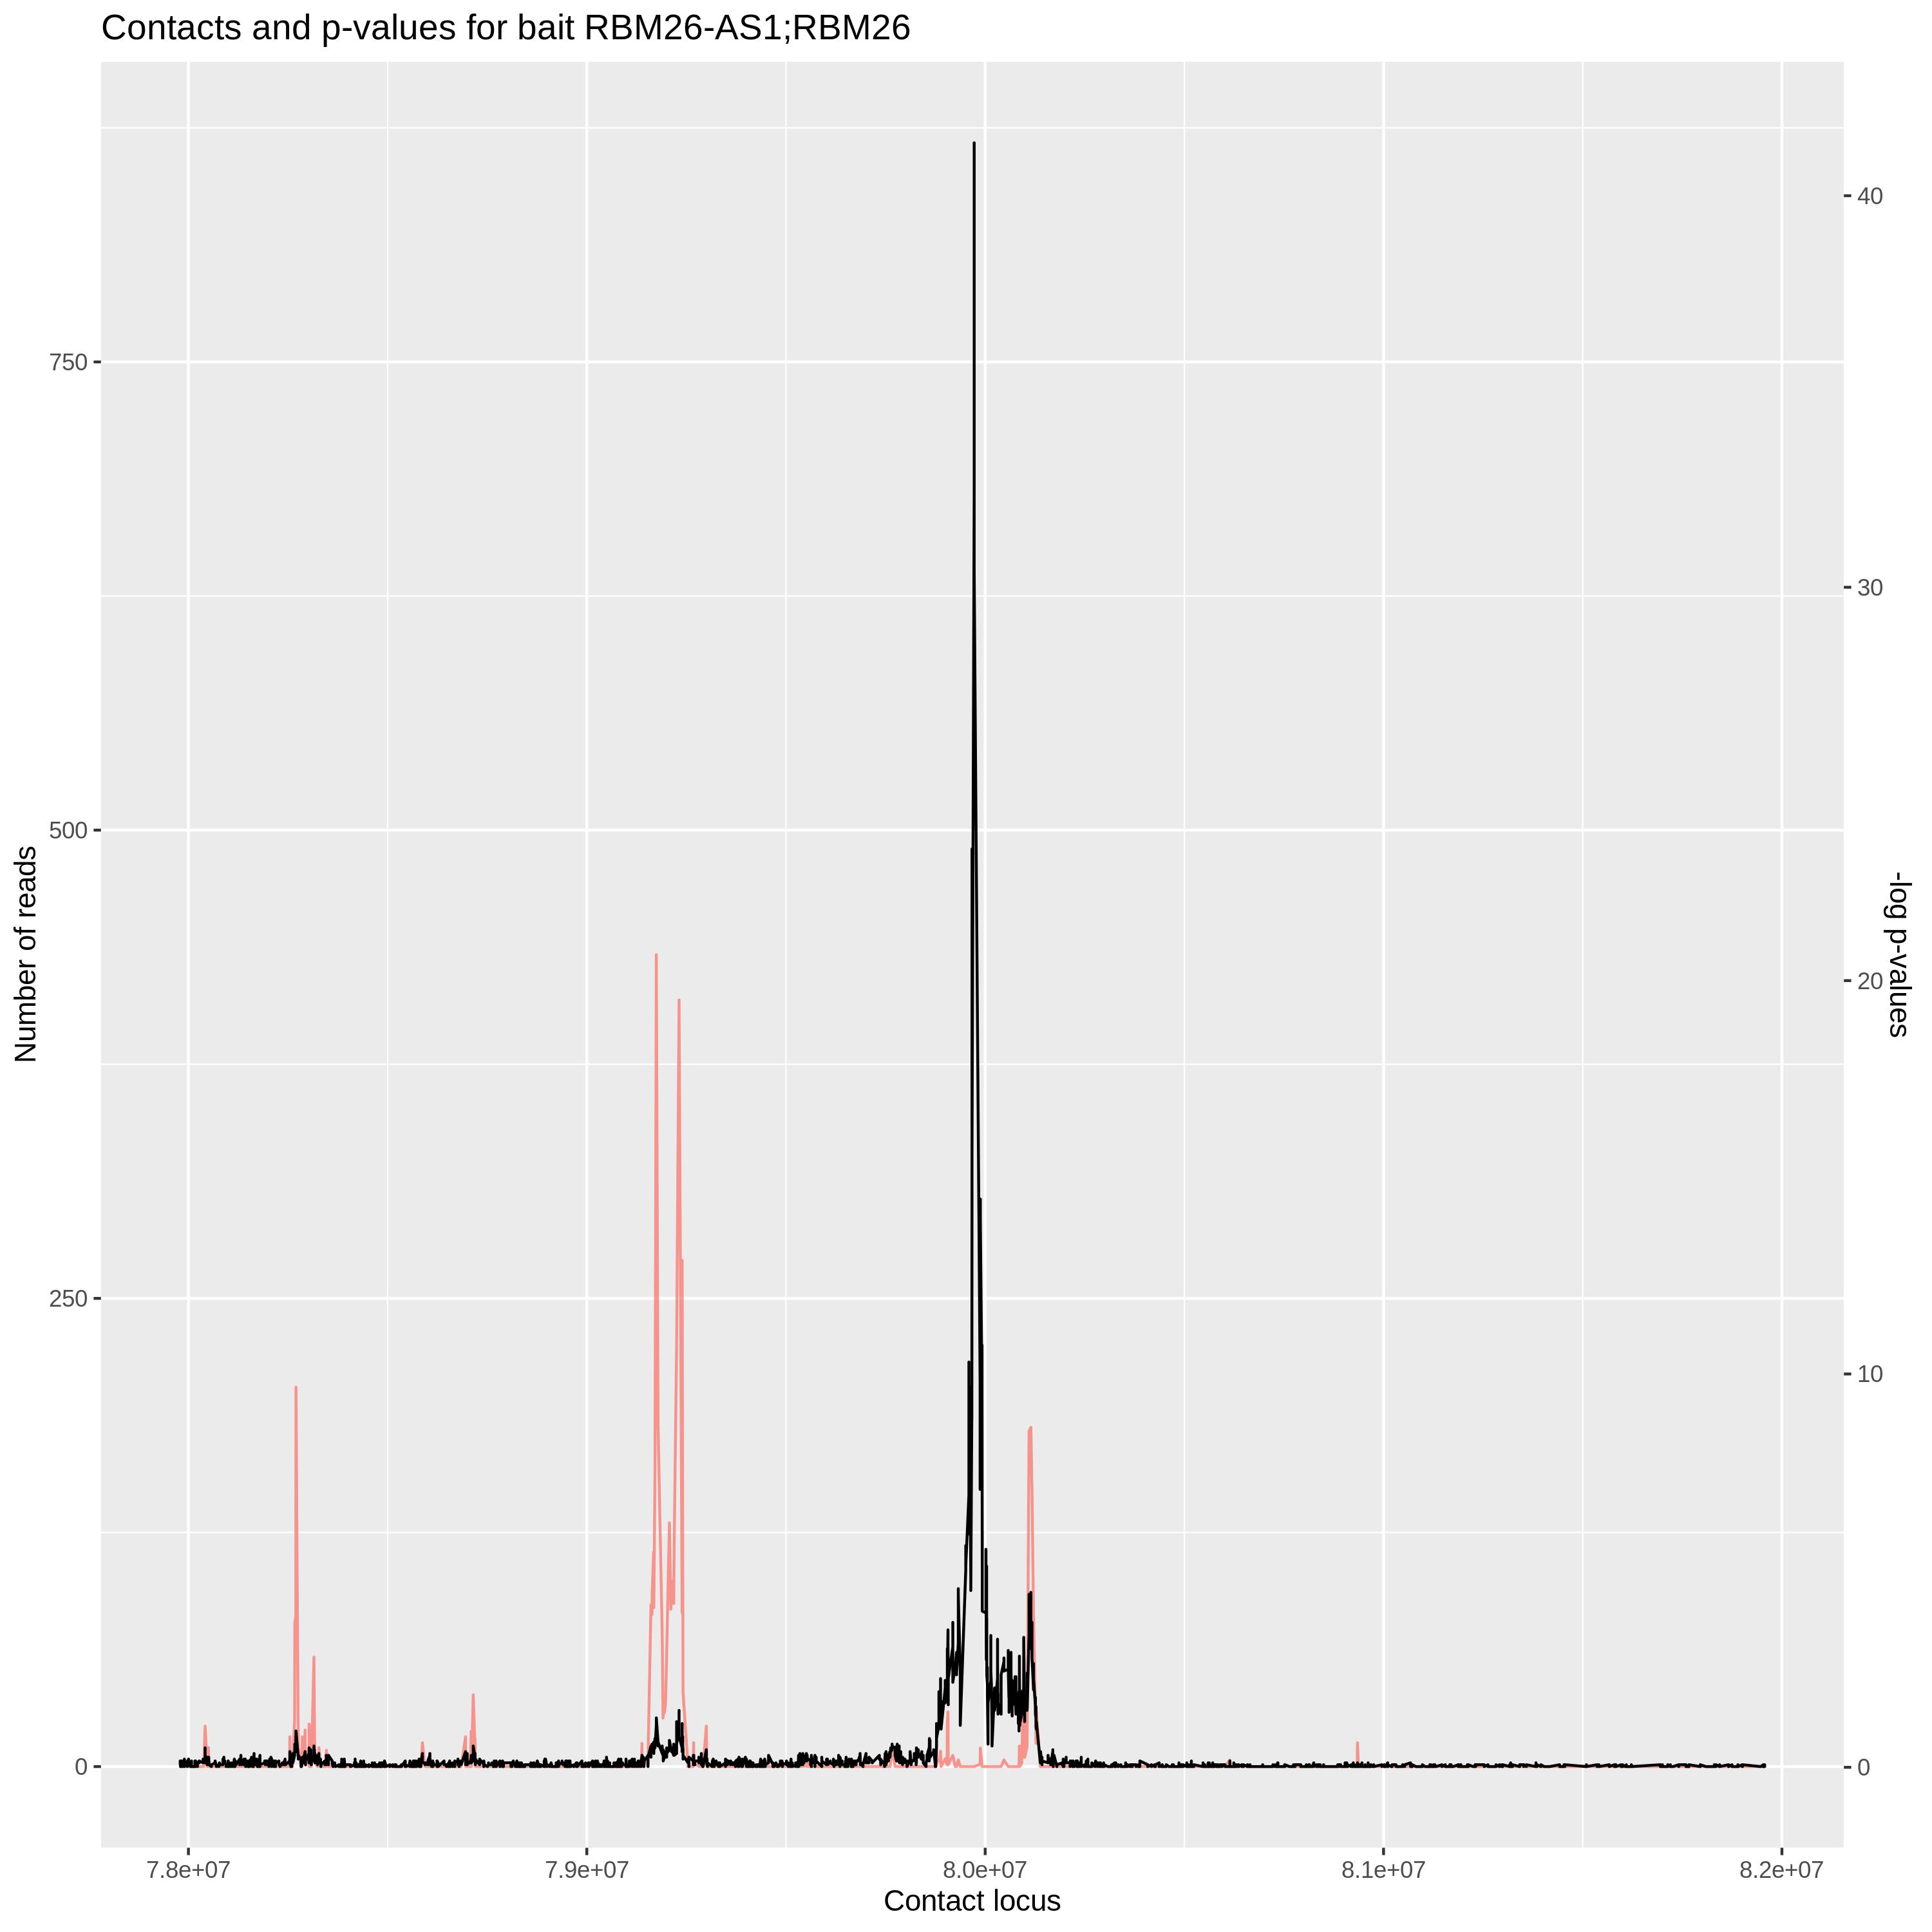 Contacts and p-values for bait RBM26-AS1;RBM26
Number of reads
750
500
250
0
40
30
20
10
0
-log p-values
7.8e+07 7.9e+07 8.0e+07 8.1e+07 8.2e+07
Contact locus